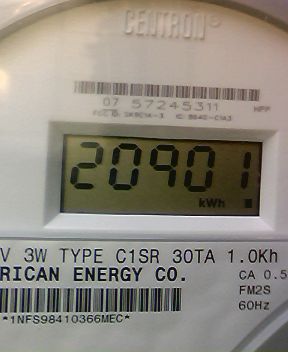 CENTRON®
07 57245311
HPP
20901
kWh
V 3W TYPE C1SR 30TA 1.0Kh
RICAN ENERGY CO.
CA 0.5
FM2S
60Hz
*1NFS98410366MEC*